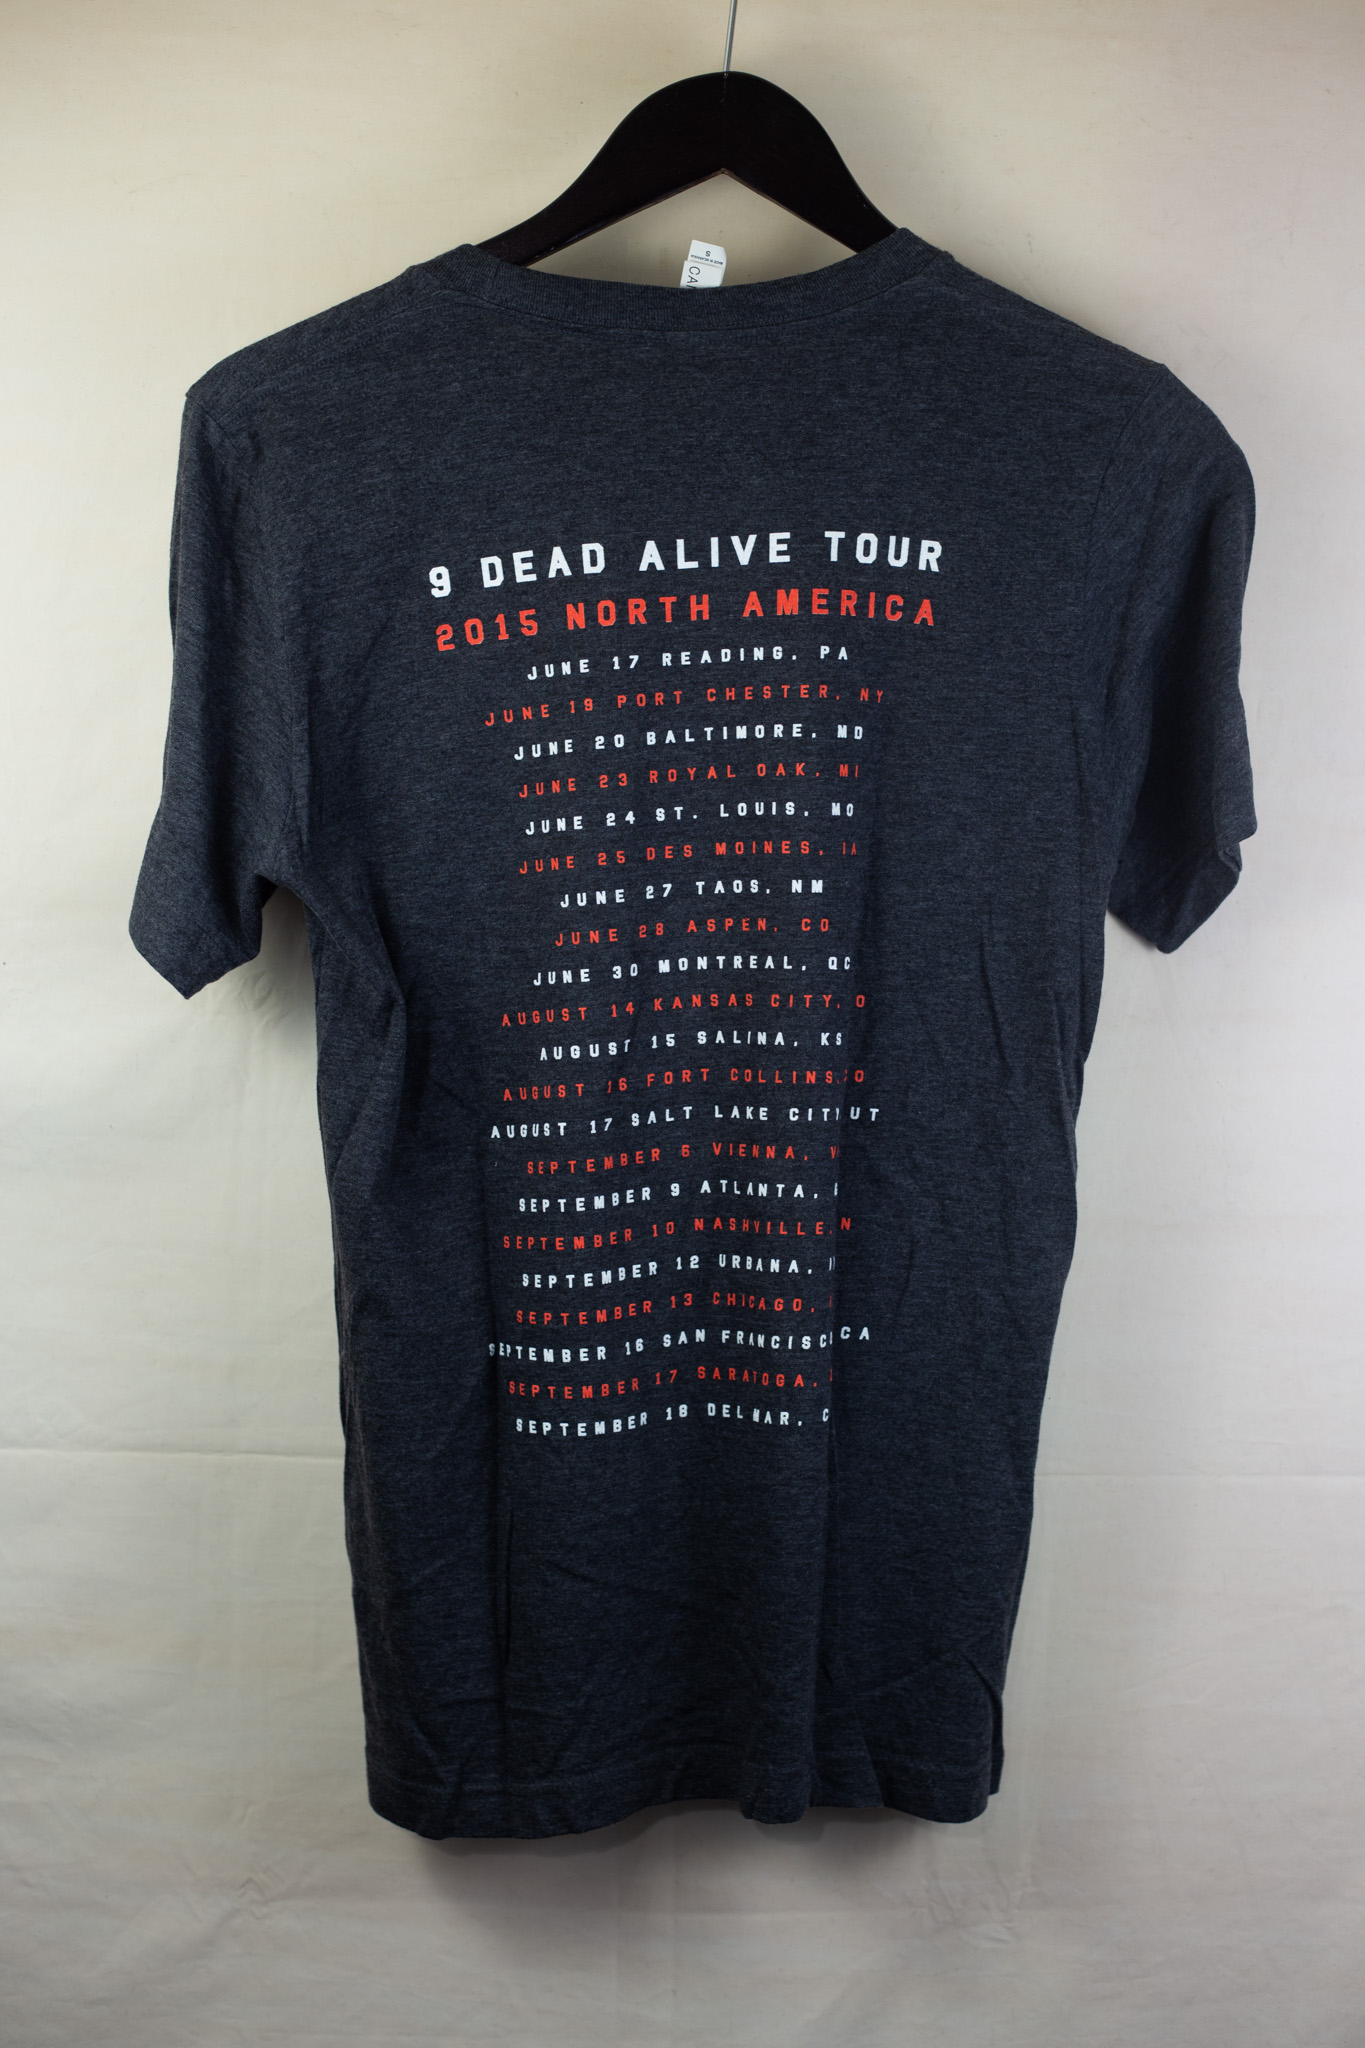 MADE IN NICARAGUA
S
9 DEAD ALIVE TOUR
2015 NORTH AMERICA
JUNE 17 READING, PA
JUNE 19 PORT CHESTER, NY
JUNE 20 BALTIMORE, MD
JUNE 23 ROYAL OAK, MI
JUNE 24 ST. LOUIS, MO
JUNE 25 DES MOINES, IA
JUNE 27 TAOS, NM
JUNE 28 ASPEN, CO
JUNE 30 MONTREAL, QC
AUGUST 14 KANSAS CITY,
AUGUST 15 SALINA, KS
AUGUST 16 FORT COLLINS,
AUGUST 17 SALT LAKE CITY UT
SEPTEMBER 6 VIENNA,
SEPTEMBER 9 ATLANTA,
SEPTEMBER 10 NASHVILLE,
SEPTEMBER 12 URBANA,
SEPTEMBER 13 CHICAGO,
SEPTEMBER 16 SAN FRANCISCO CA
SEPTEMBER 17 SARATOGA,
SEPTEMBER 18 DEL MAR,